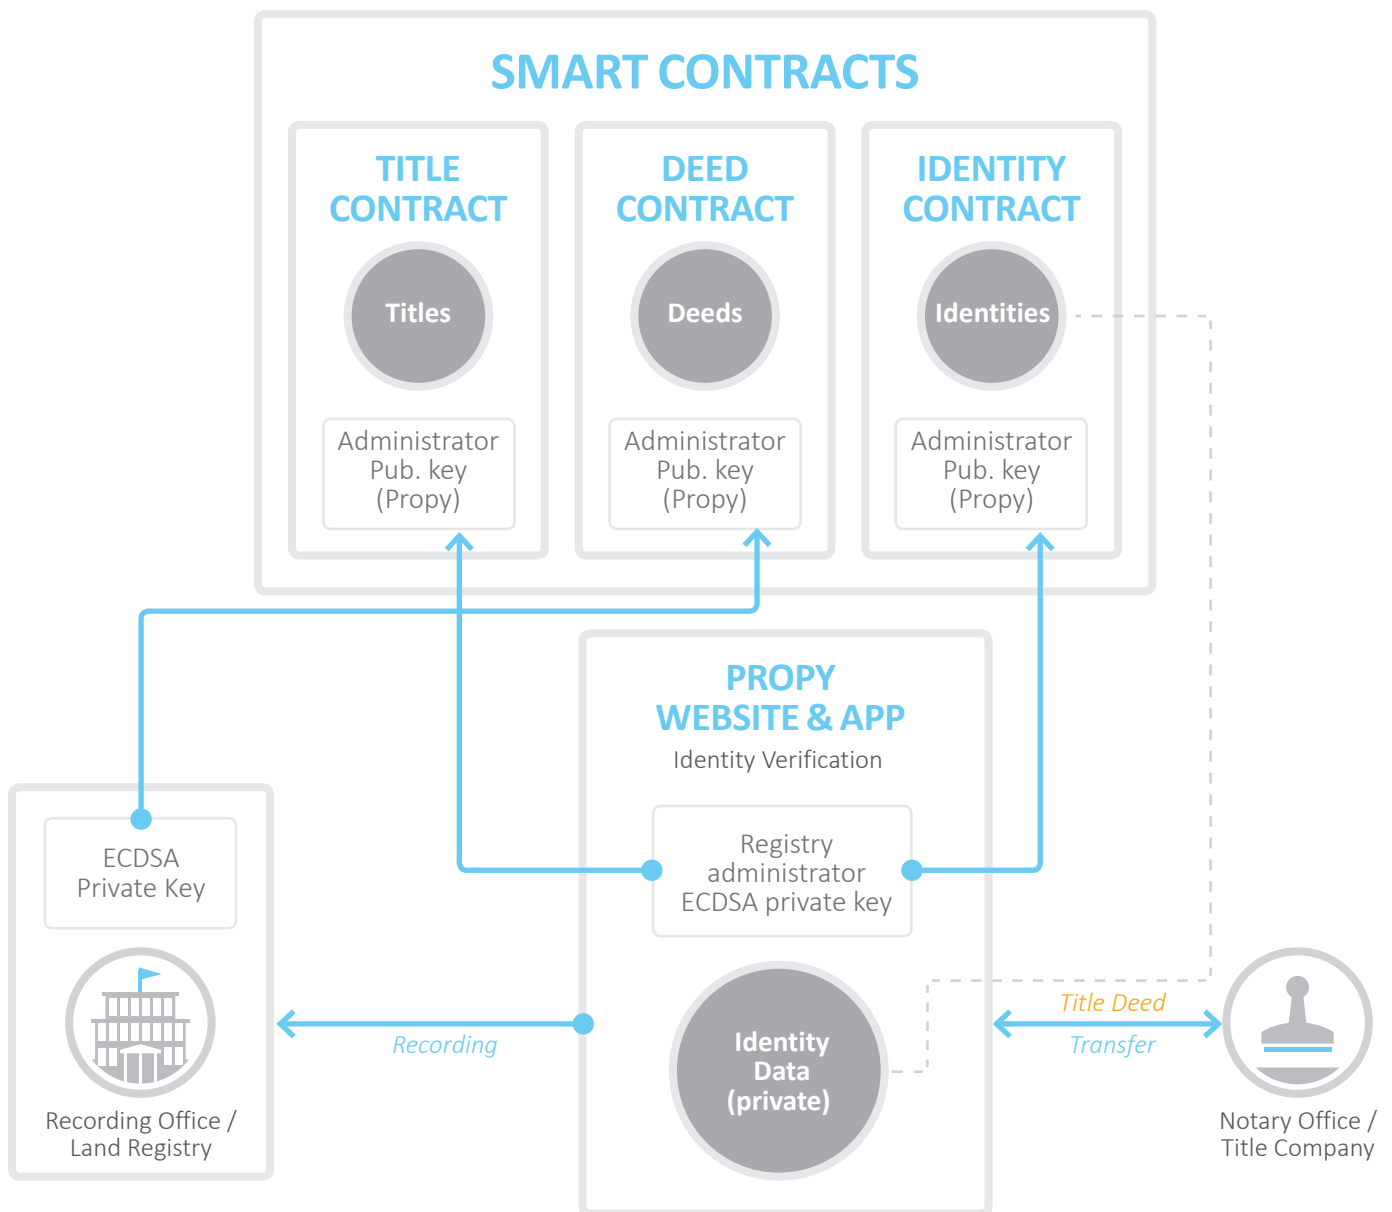 SMART CONTRACTS
TITLE
CONTRACT
Titles
Administrator
Pub. key
(Propy)
DEED
CONTRACT
Deeds
Administrator
Pub. key
(Propy)
IDENTITY
CONTRACT
Identities
Administrator
Pub. key
(Propy)
PROPY
WEBSITE & APP
Identity Verification
Registry
administrator
ECDSA private key
Identity
Data
(private)
ECDSA
Private Key
Recording Office /
Land Registry
Recording
Title Deed
Transfer
Notary Office /
Title Company